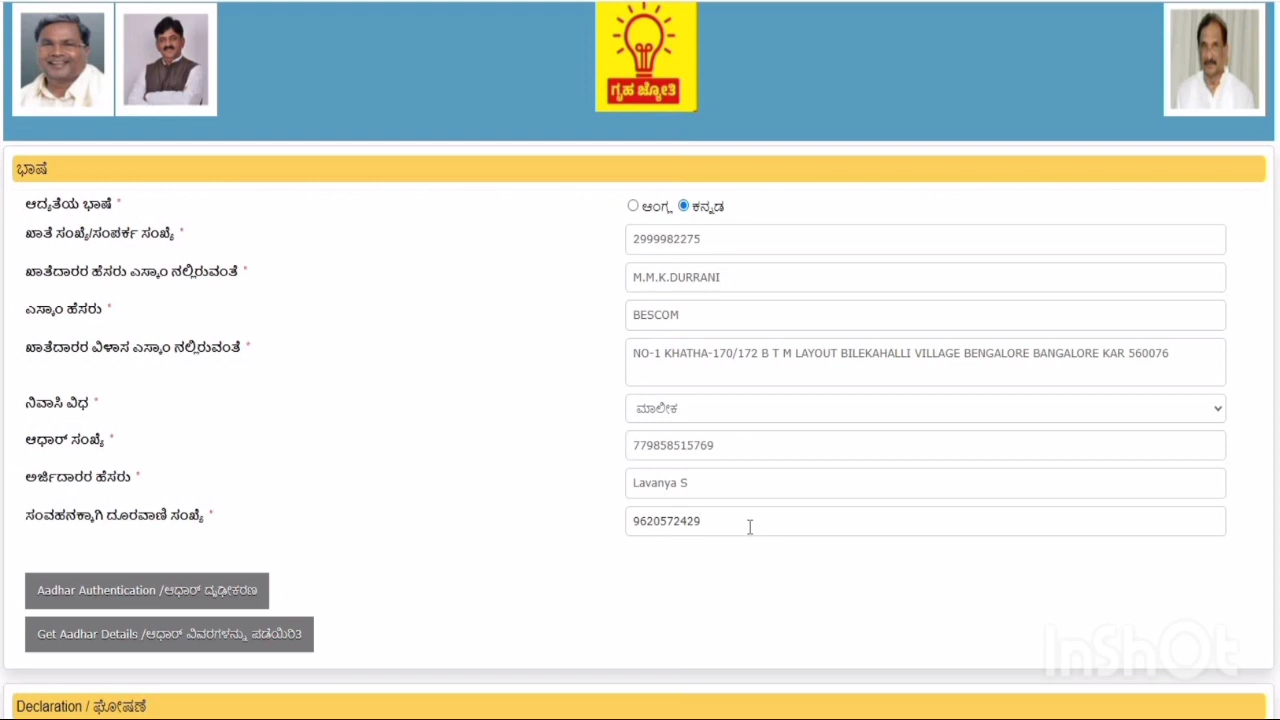 ಗೃಹ ಜ್ಯೋತಿ
ಭಾಷೆ
ಆದ್ಯತೆಯ ಭಾಷೆ * ಆಂಗ್ಲ ಕನ್ನಡ
ಖಾತೆ ಸಂಖ್ಯೆ/ಸಂಪರ್ಕ ಸಂಖ್ಯೆ * 2999982275
ಖಾತೆದಾರರ ಹೆಸರು ಎಸ್ಕಾಂ ನಲ್ಲಿರುವಂತೆ * M.M.K.DURRANI
ಎಸ್ಕಾಂ ಹೆಸರು * BESCOM
ಖಾತೆದಾರರ ವಿಳಾಸ ಎಸ್ಕಾಂ ನಲ್ಲಿರುವಂತೆ * NO-1 KHATHA-170/172 B T M LAYOUT BILEKAHALLI VILLAGE BENGALORE BANGALORE KAR 560076
ನಿವಾಸಿ ವಿಧ * ಮಾಲೀಕ
ಆಧಾರ್ ಸಂಖ್ಯೆ * 779858515769
ಅರ್ಜಿದಾರರ ಹೆಸರು * Lavanya S
ಸಂವಹನಕ್ಕಾಗಿ ದೂರವಾಣಿ ಸಂಖ್ಯೆ * 9620572429
Aadhar Authentication /ಆಧಾರ್ ದೃಢೀಕರಣ
Get Aadhar Details /ಆಧಾರ್ ವಿವರಗಳನ್ನು ಪಡೆಯಿರಿ3
InShOt
Declaration / ಘೋಷಣೆ